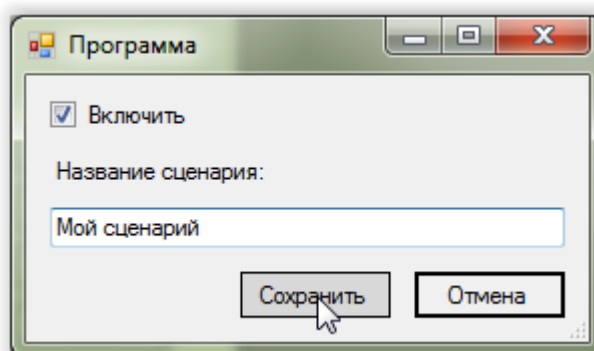 Программа
Включить
Название сценария:
Мой сценарий
Сохранить Отмена